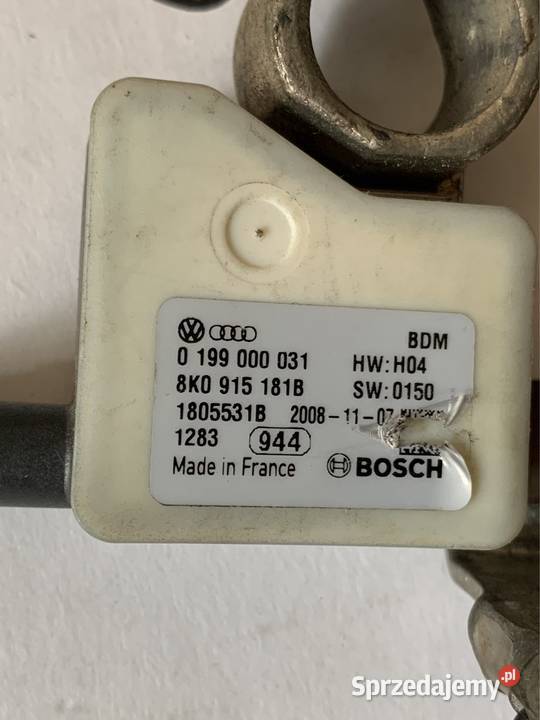 BDM
0 199 000 031 HW:H04
8K0 915 181B SW:0150
1805531B 2008-11-07
1283 944
Made in France BOSCH
Sprzedajemy.pl